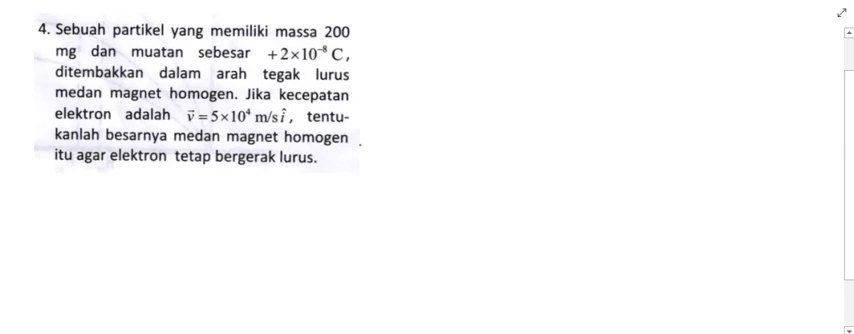 4. Sebuah partikel yang memiliki massa 200
mg dan muatan sebesar +2×10⁻⁸ C,
ditembakkan dalam arah tegak lurus
medan magnet homogen. Jika kecepatan
elektron adalah v⃗ = 5×10⁴ m/s î, tentu-
kanlah besarnya medan magnet homogen
itu agar elektron tetap bergerak lurus.